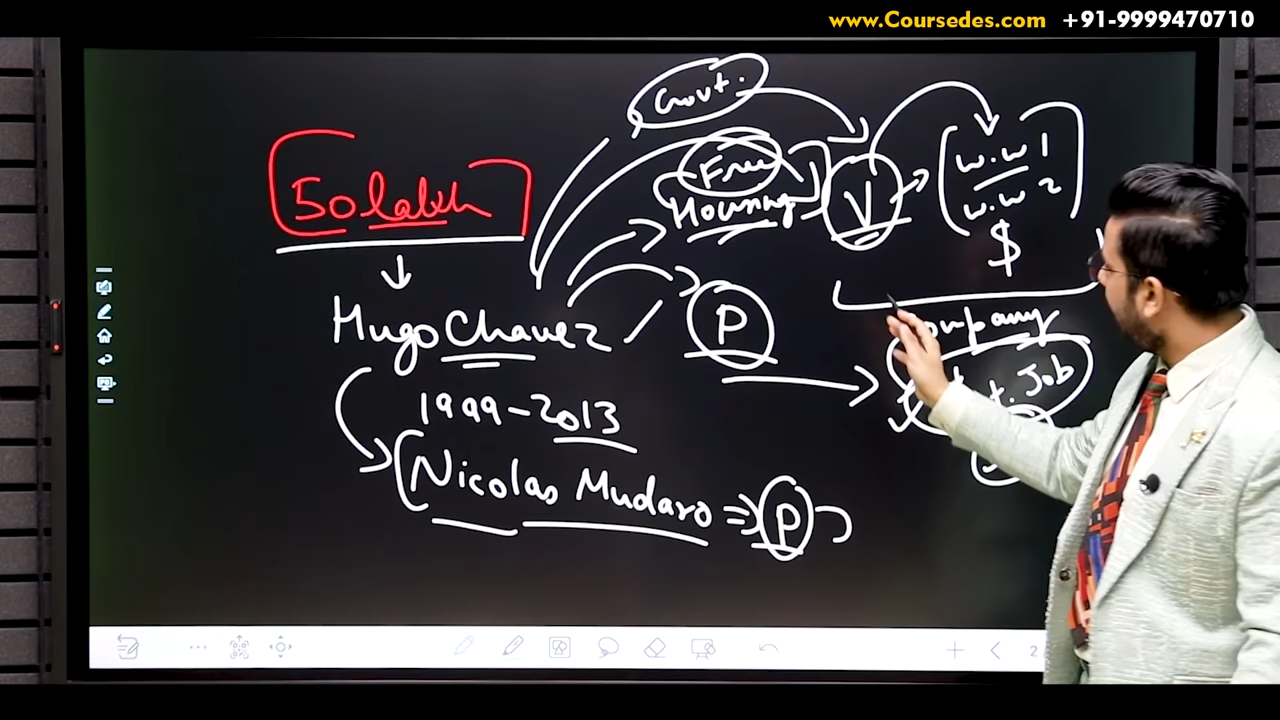 www.Coursedes.com +91-9999470710
Govt.
50 lakh
Free
Housing
V
W.W 1
W.W 2
$
Hugo Chavez
P
Company
Job
1999-2013
Nicolas Mudaro
P
2